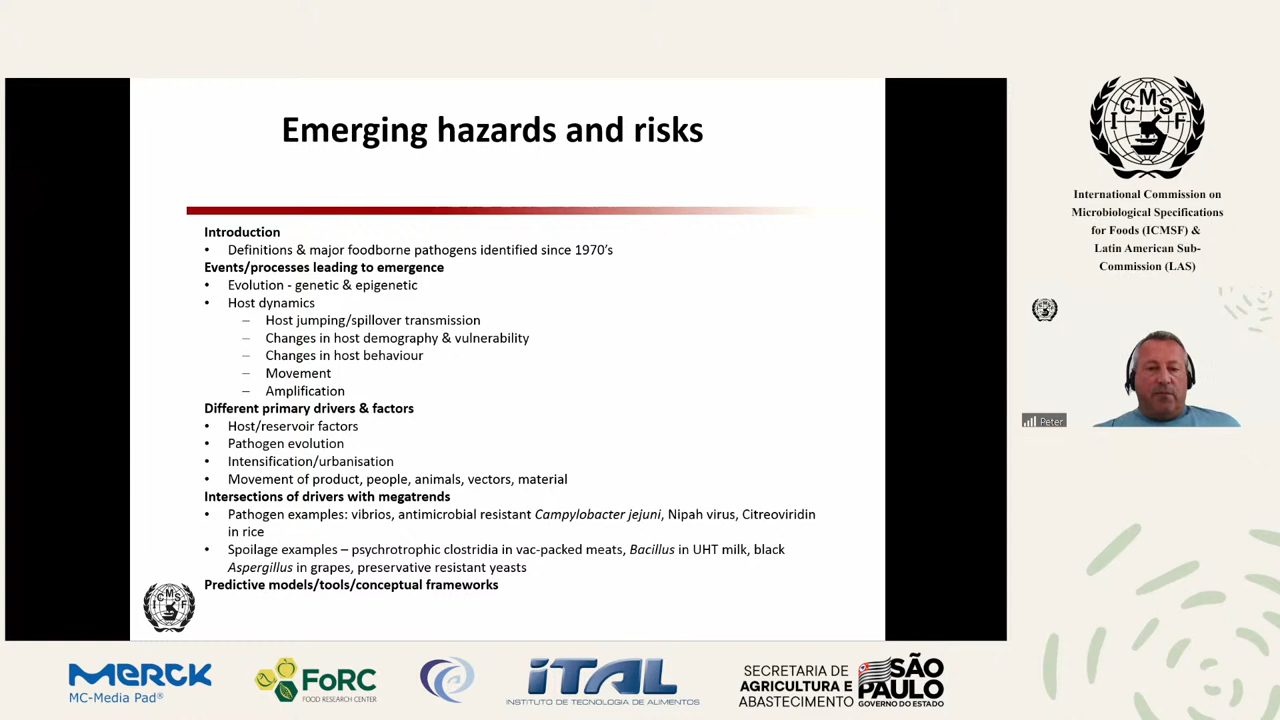 Emerging hazards and risks
Introduction
• Definitions & major foodborne pathogens identified since 1970's
Events/processes leading to emergence
• Evolution - genetic & epigenetic
• Host dynamics
– Host jumping/spillover transmission
– Changes in host demography & vulnerability
– Changes in host behaviour
– Movement
– Amplification
Different primary drivers & factors
• Host/reservoir factors
• Pathogen evolution
• Intensification/urbanisation
• Movement of product, people, animals, vectors, material
Intersections of drivers with megatrends
• Pathogen examples: vibrios, antimicrobial resistant Campylobacter jejuni, Nipah virus, Citreoviridin
in rice
• Spoilage examples – psychrotrophic clostridia in vac-packed meats, Bacillus in UHT milk, black
Aspergillus in grapes, preservative resistant yeasts
Predictive models/tools/conceptual frameworks
ICMSF
ICMSF
International Commission on
Microbiological Specifications
for Foods (ICMSF) &
Latin American Sub-
Commission (LAS)
Peter
MERCK
MC-Media Pad®
FoRC
FOOD RESEARCH CENTER
iTAL
INSTITUTO DE TECNOLOGIA DE ALIMENTOS
SECRETARIA DE
AGRICULTURA E
ABASTECIMENTO
SÃO
PAULO
GOVERNO DO ESTADO